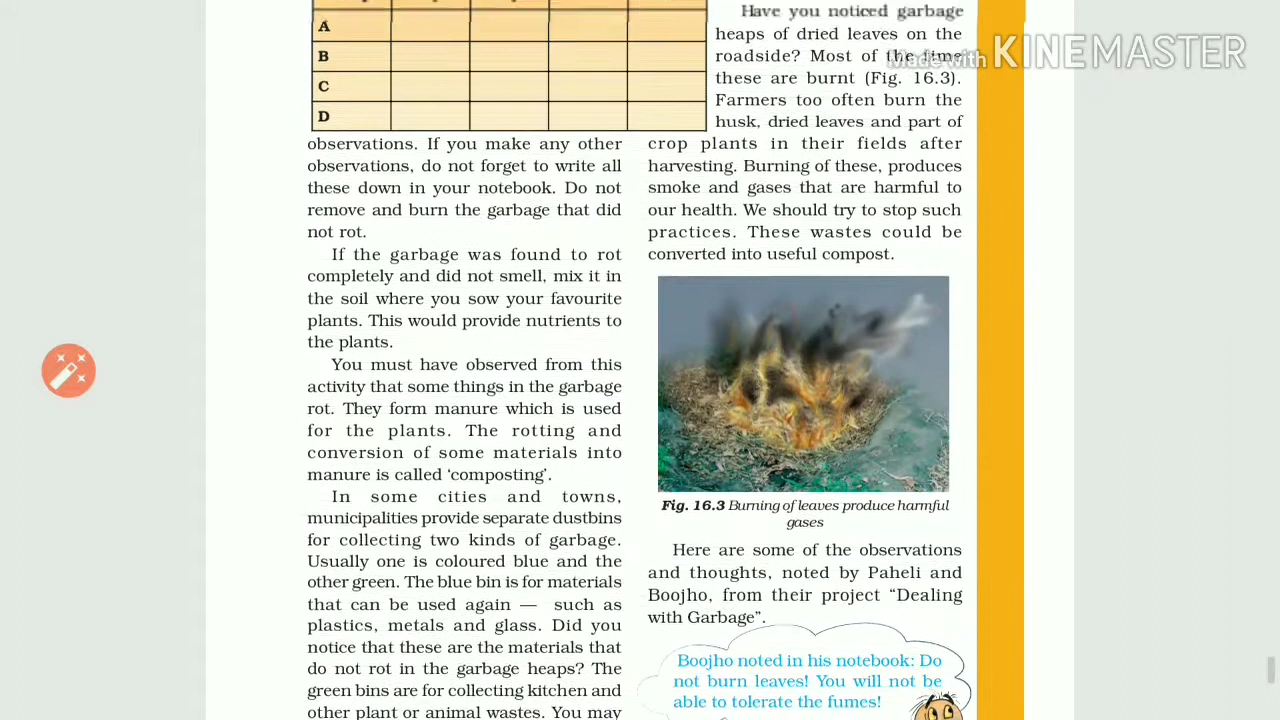 A
B
C
D
observations. If you make any other
observations, do not forget to write all
these down in your notebook. Do not
remove and burn the garbage that did
not rot.
If the garbage was found to rot
completely and did not smell, mix it in
the soil where you sow your favourite
plants. This would provide nutrients to
the plants.
You must have observed from this
activity that some things in the garbage
rot. They form manure which is used
for the plants. The rotting and
conversion of some materials into
manure is called ‘composting’.
In some cities and towns,
municipalities provide separate dustbins
for collecting two kinds of garbage.
Usually one is coloured blue and the
other green. The blue bin is for materials
that can be used again — such as
plastics, metals and glass. Did you
notice that these are the materials that
do not rot in the garbage heaps? The
green bins are for collecting kitchen and
other plant or animal wastes. You may
Have you noticed garbage
heaps of dried leaves on the
roadside? Most of the time
these are burnt (Fig. 16.3).
Farmers too often burn the
husk, dried leaves and part of
crop plants in their fields after
harvesting. Burning of these, produces
smoke and gases that are harmful to
our health. We should try to stop such
practices. These wastes could be
converted into useful compost.
Fig. 16.3 Burning of leaves produce harmful
gases
Here are some of the observations
and thoughts, noted by Paheli and
Boojho, from their project “Dealing
with Garbage”.
Boojho noted in his notebook: Do
not burn leaves! You will not be
able to tolerate the fumes!
Made with KINEMASTER